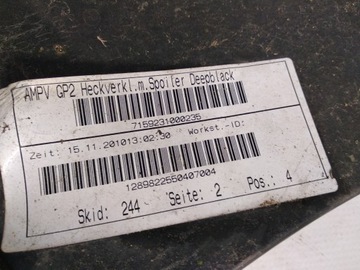 AMPV GP2 Heckverkl.m.Spoiler Deepblack
7159231000235
Zeit: 15.11.201013:02:30 Workst.-ID:
1289822550407004
Skid: 244 Seite: 2 Pos.: 4